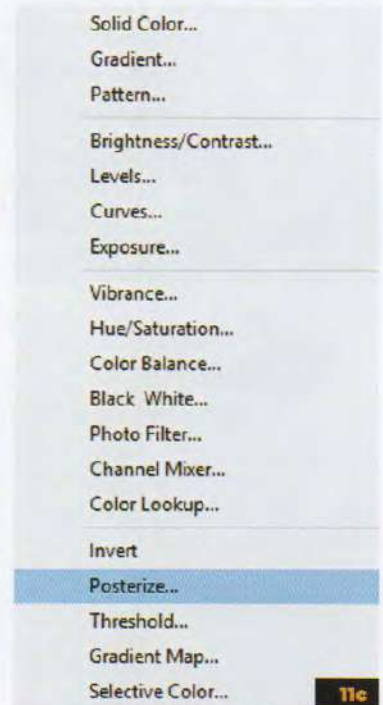 Solid Color...
Gradient...
Pattern...
Brightness/Contrast...
Levels...
Curves...
Exposure...
Vibrance...
Hue/Saturation...
Color Balance...
Black  White...
Photo Filter...
Channel Mixer...
Color Lookup...
Invert
Posterize...
Threshold...
Gradient Map...
Selective Color...
11c